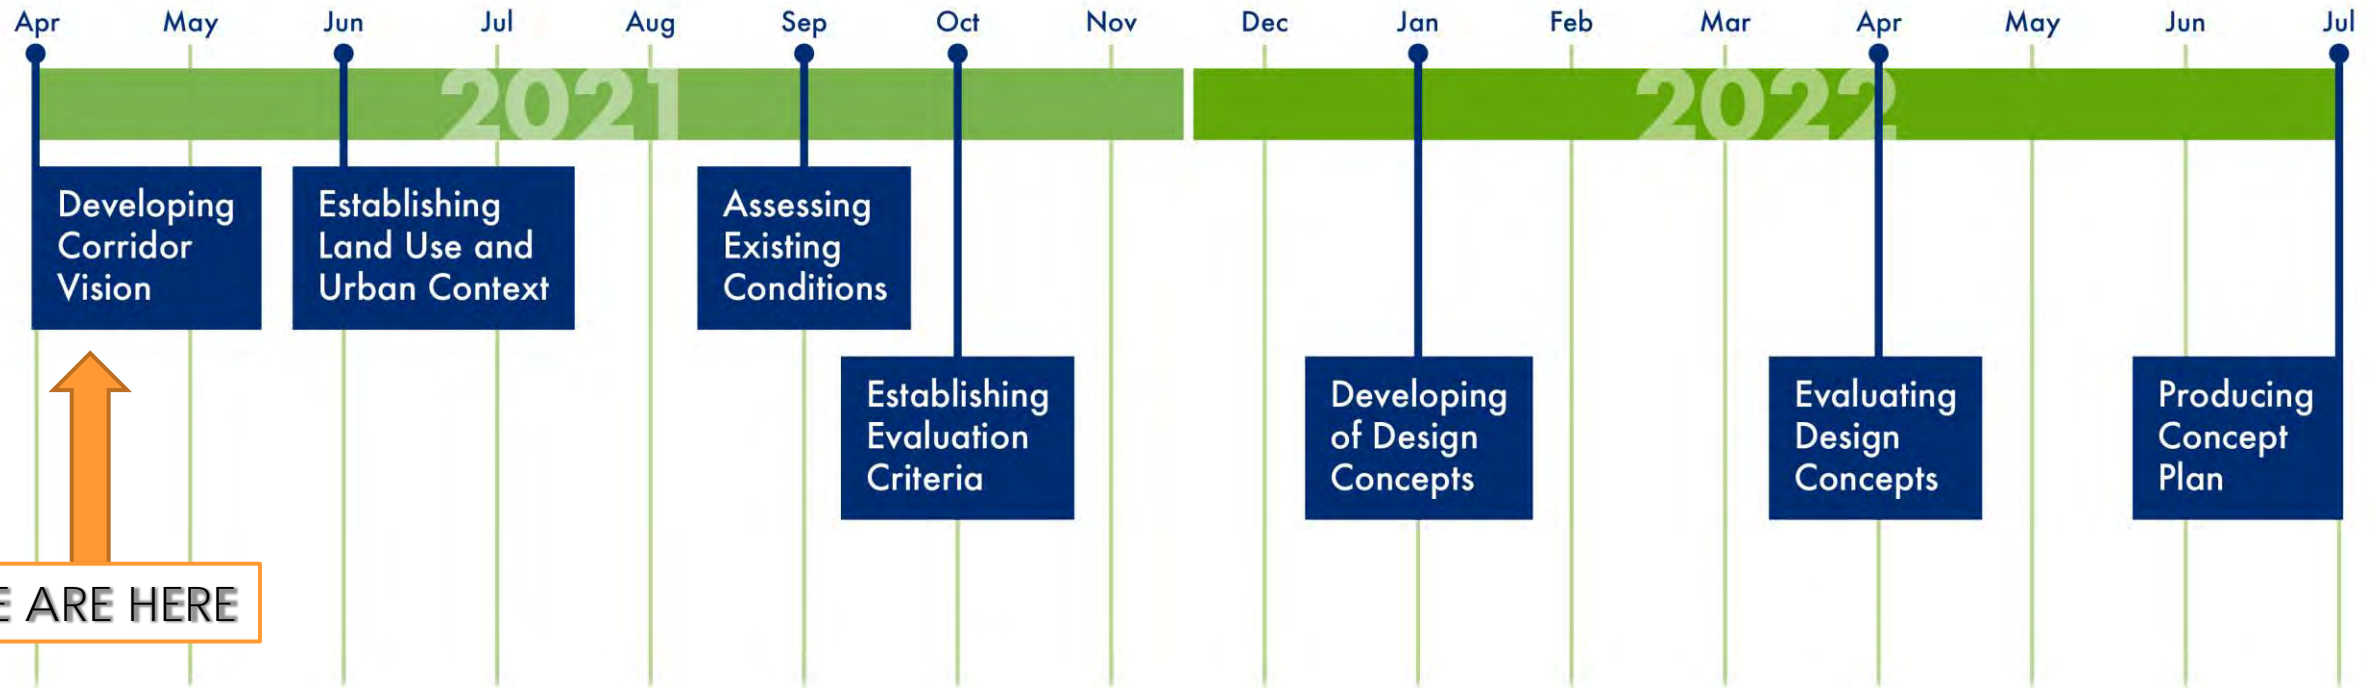 Apr May Jun Jul Aug Sep Oct Nov Dec Jan Feb Mar Apr May Jun Jul
2021 2022
Developing
Corridor
Vision
Establishing
Land Use and
Urban Context
Assessing
Existing
Conditions
Establishing
Evaluation
Criteria
Developing
of Design
Concepts
Evaluating
Design
Concepts
Producing
Concept
Plan
E ARE HERE